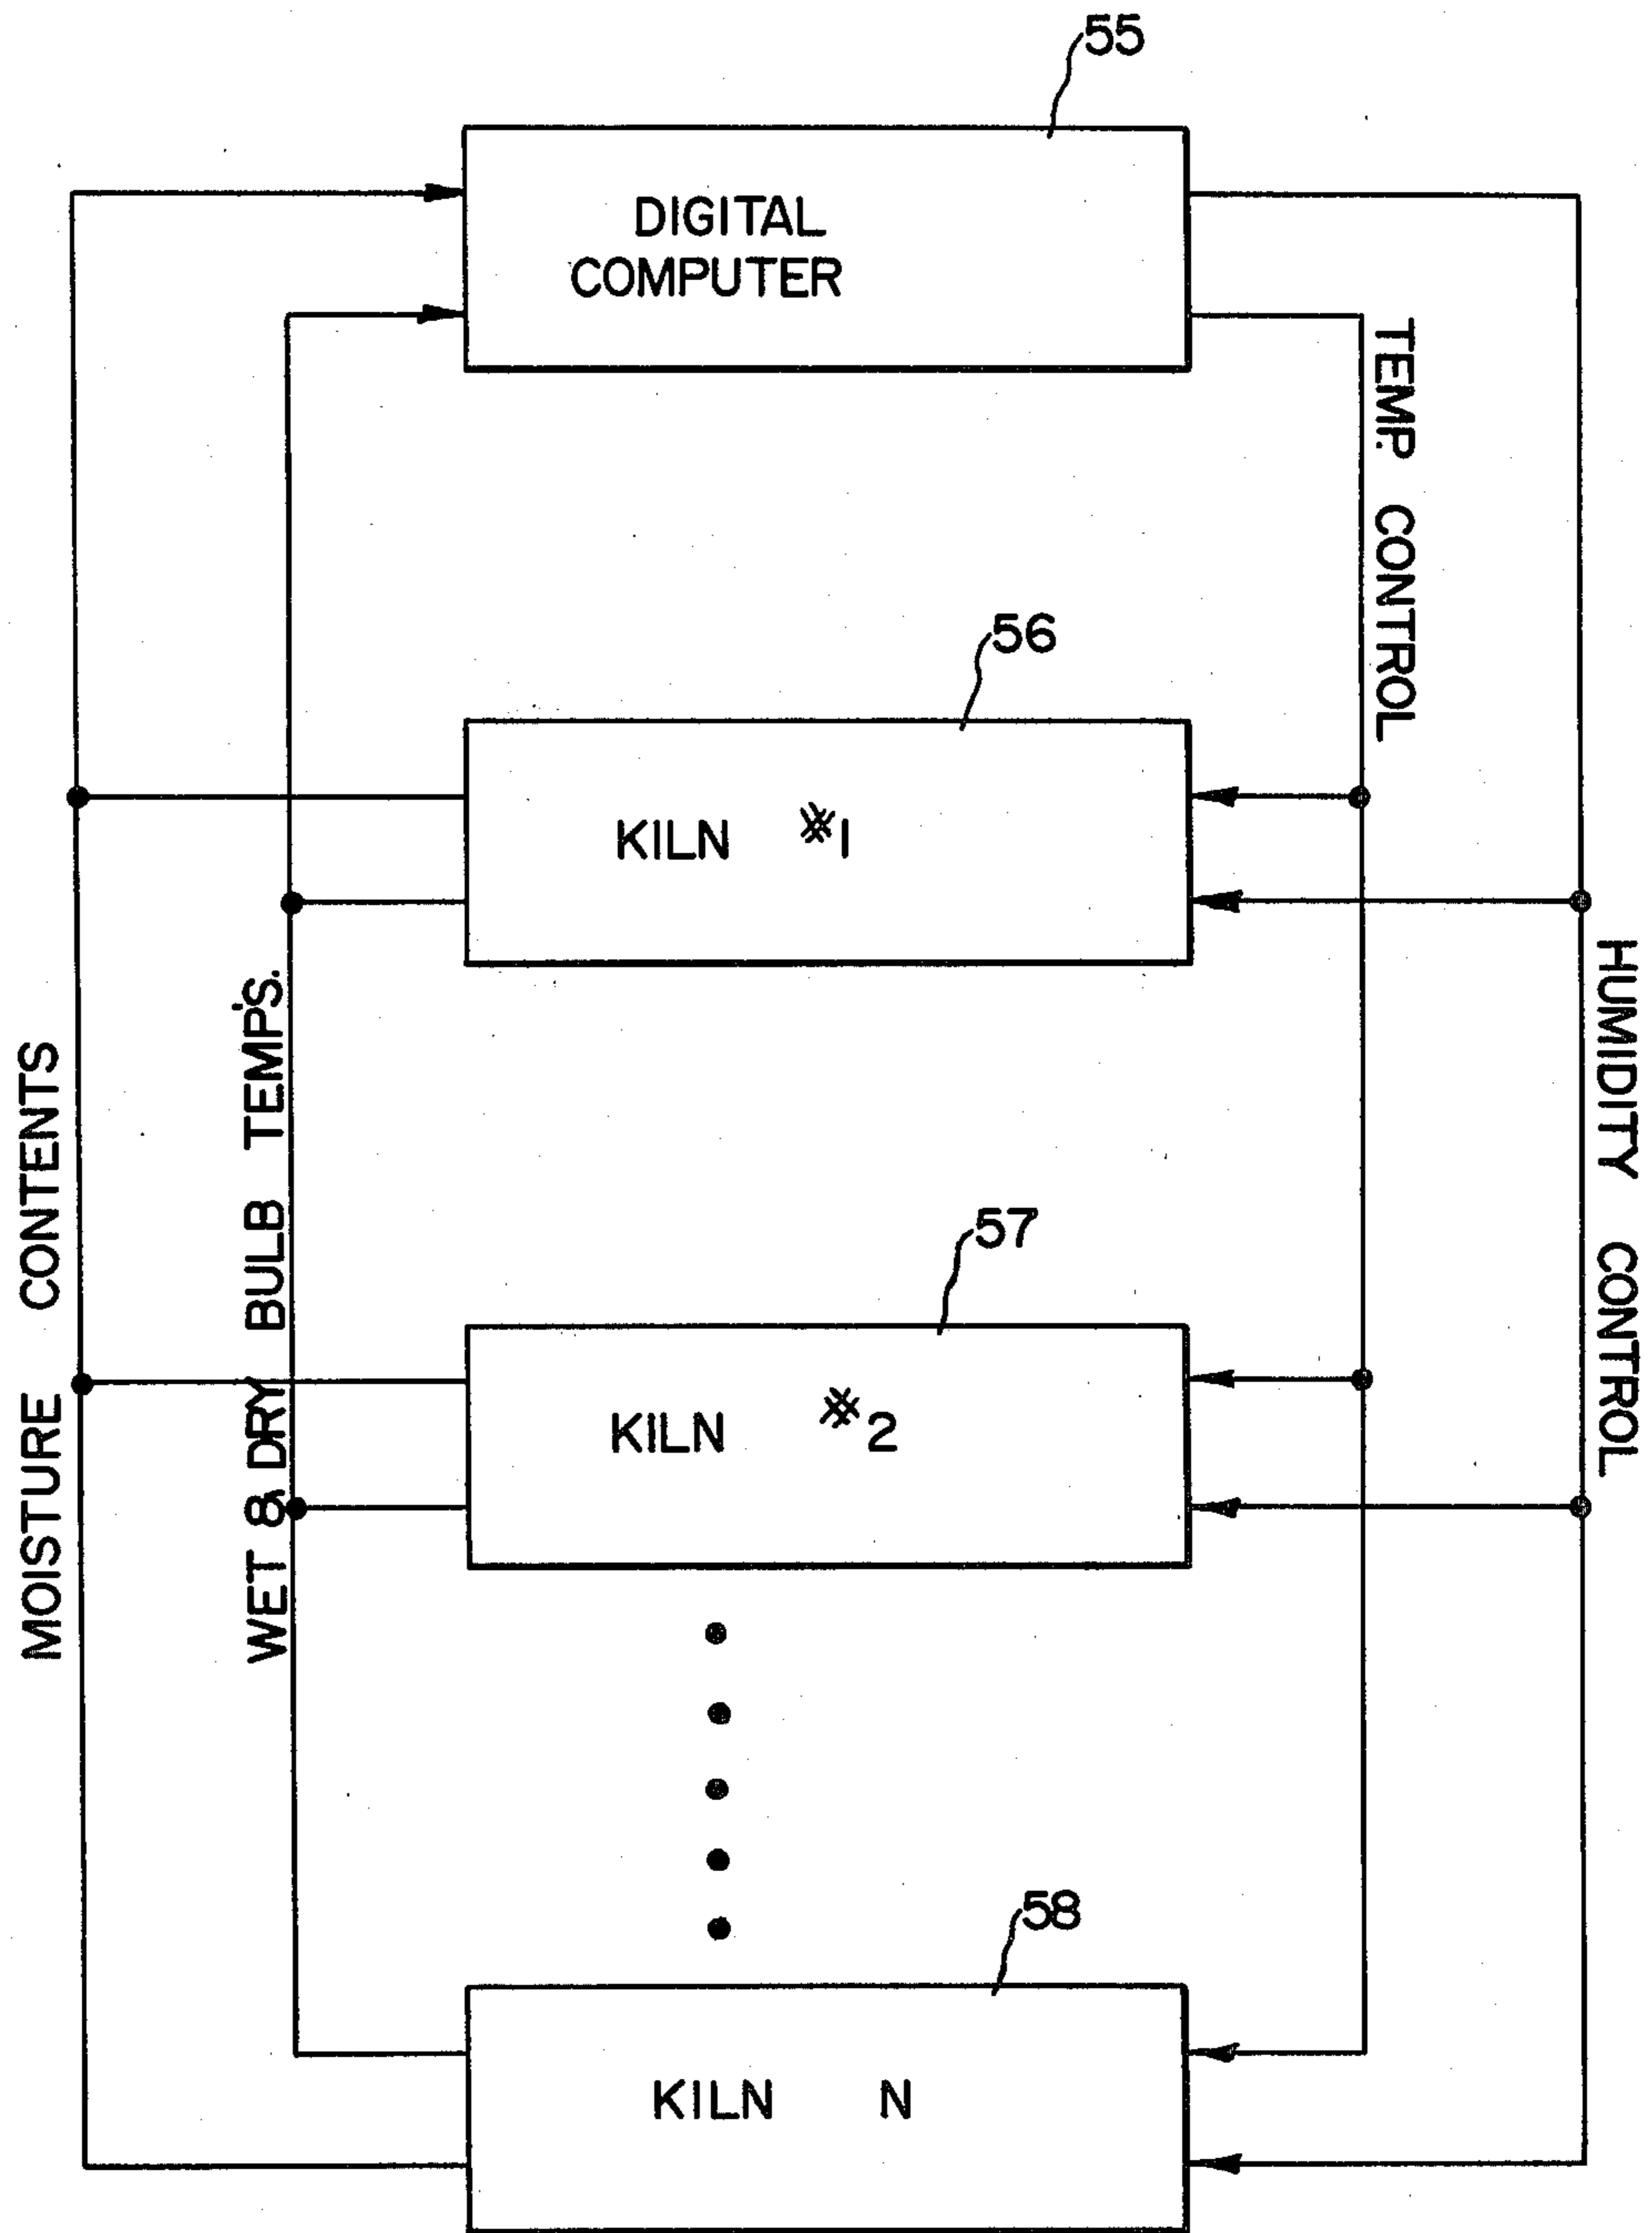 55
DIGITAL
COMPUTER
TEMP. CONTROL
56
KILN #1
HUMIDITY CONTROL
WET & DRY BULB TEMP'S.
MOISTURE CONTENTS
57
KILN #2
58
KILN N